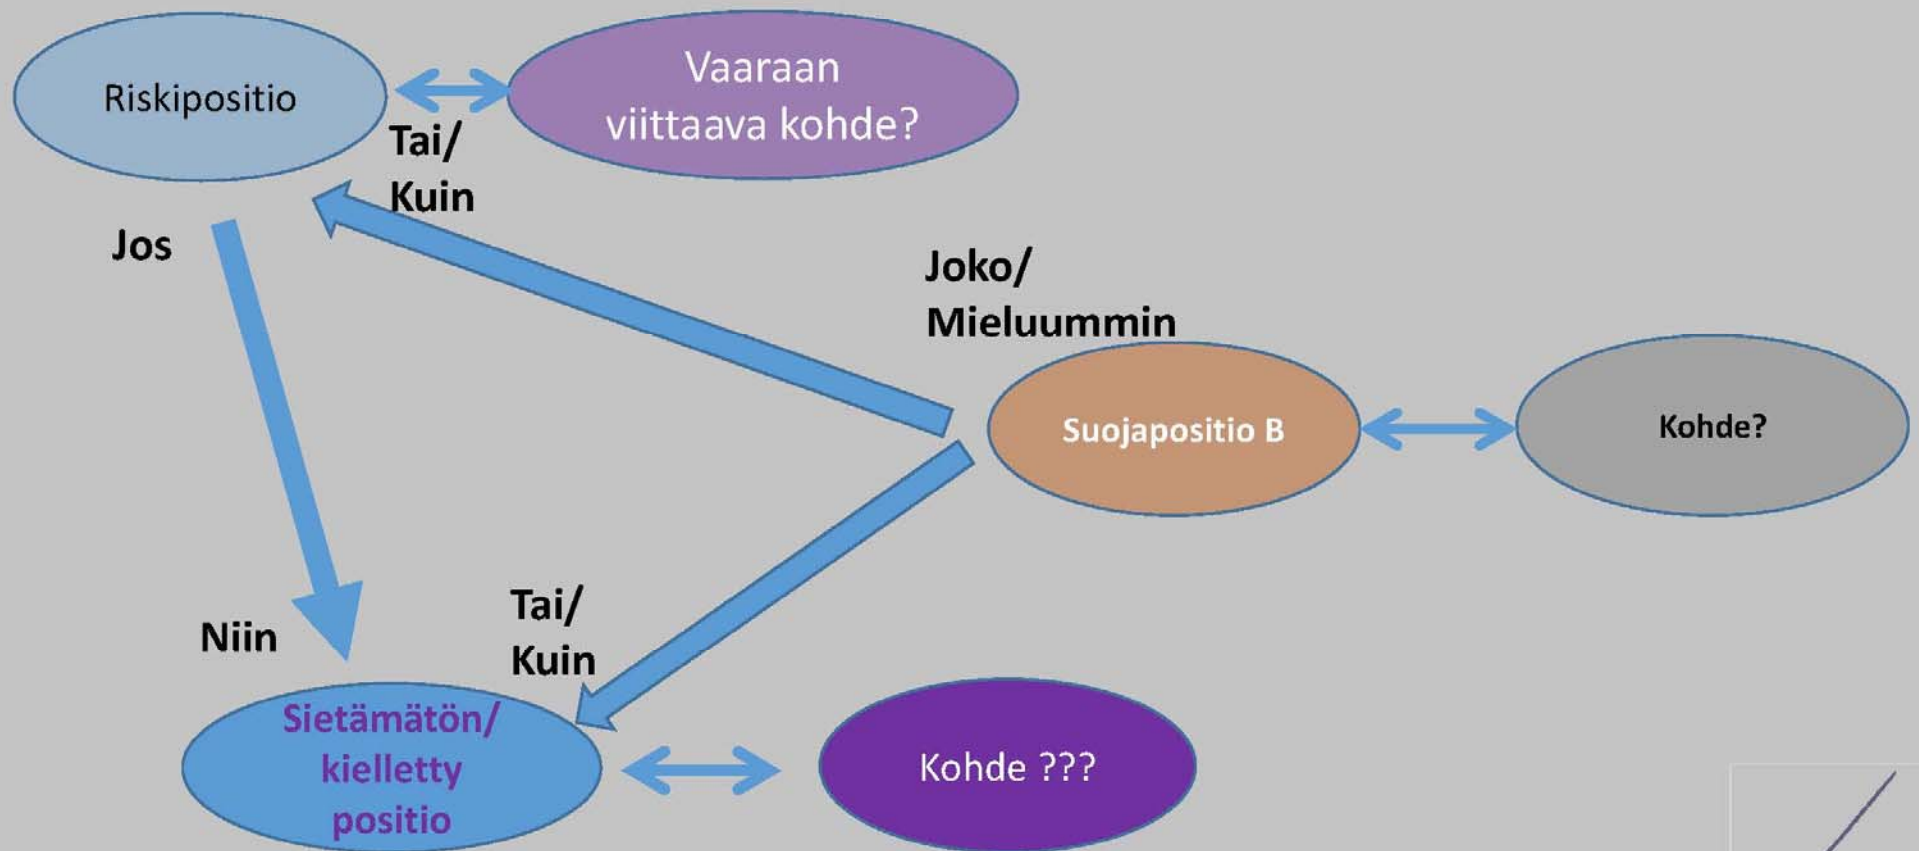 Riskipositio
Vaaraan
viittaava kohde?
Tai/
Kuin
Jos
Joko/
Mieluummin
Suojapositio B
Kohde?
Niin
Tai/
Kuin
Sietämätön/
kielletty
positio
Kohde ???